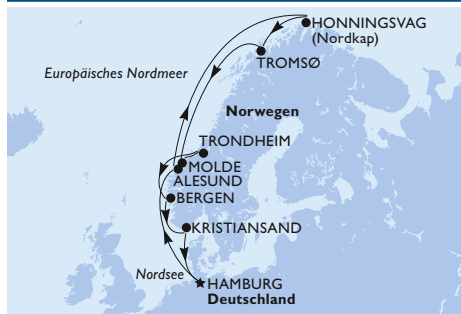 HONNINGSVAG
(Nordkap)
TROMSØ
Europäisches Nordmeer
Norwegen
TRONDHEIM
MOLDE
ALESUND
BERGEN
KRISTIANSAND
Nordsee
HAMBURG
Deutschland